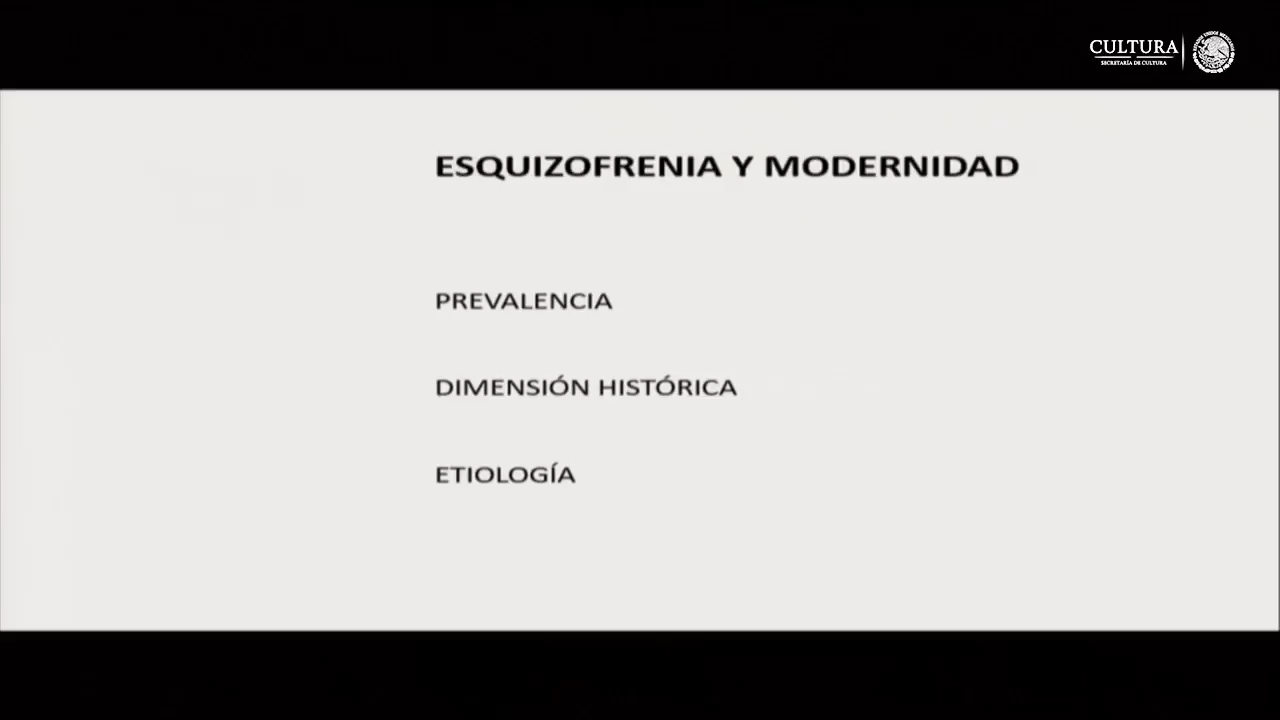 CULTURA
SECRETARÍA DE CULTURA
ESQUIZOFRENIA Y MODERNIDAD
PREVALENCIA
DIMENSIÓN HISTÓRICA
ETIOLOGÍA